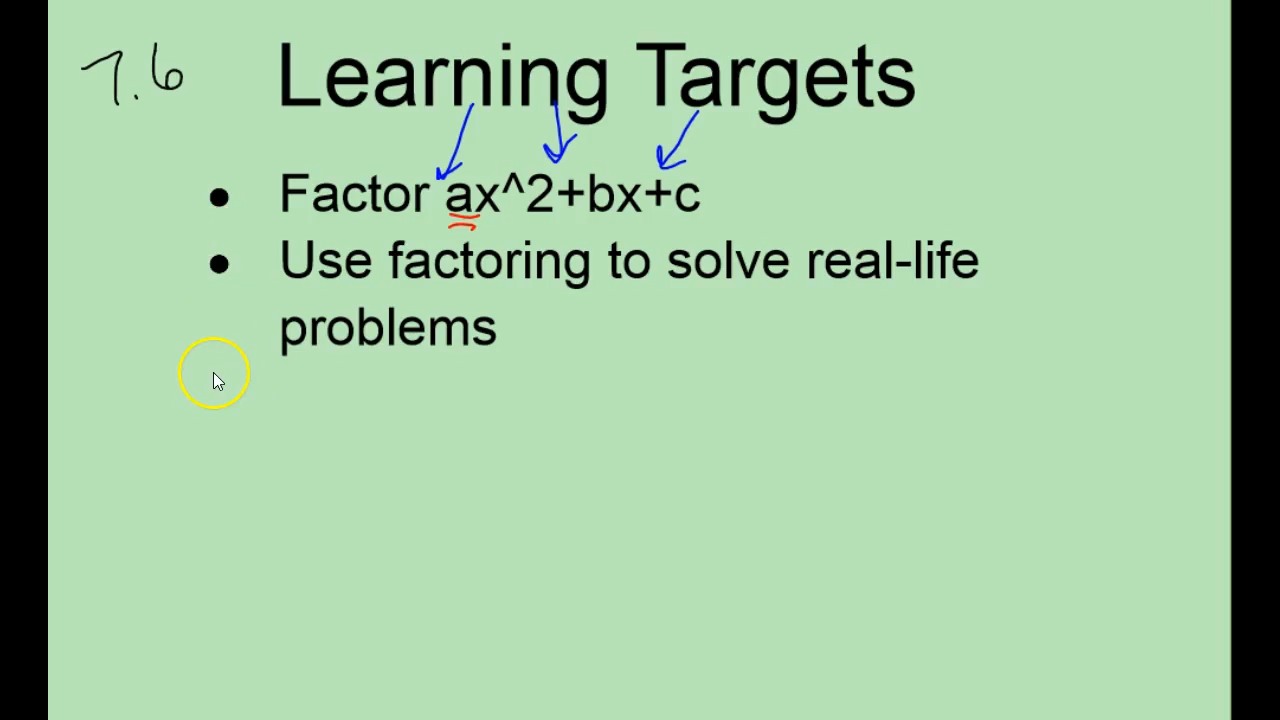 7.6 Learning Targets
● Factor ax^2+bx+c
● Use factoring to solve real-life
problems